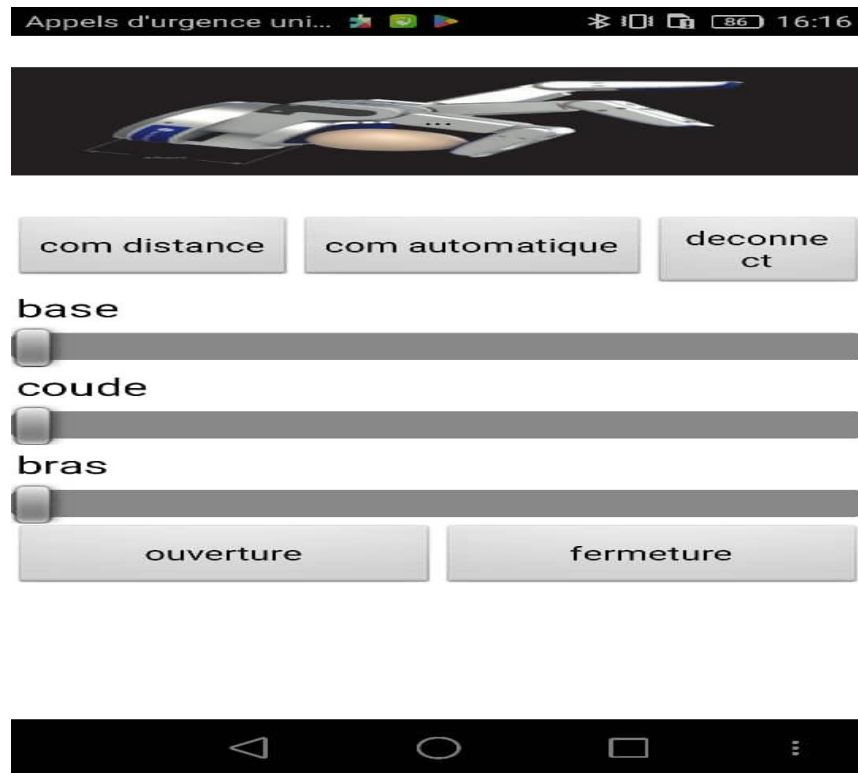 Appels d'urgence uni... 86 16:16
com distance com automatique deconne
ct
base
coude
bras
ouverture fermeture